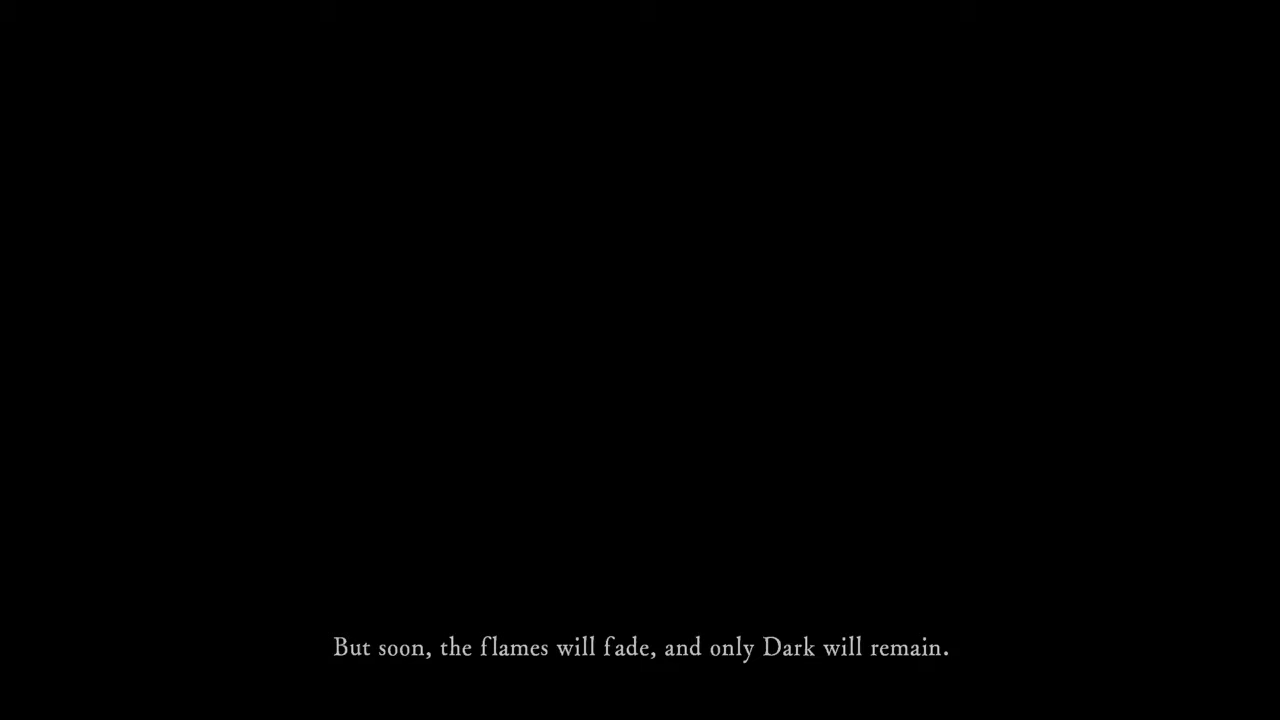 But soon, the flames will fade, and only Dark will remain.